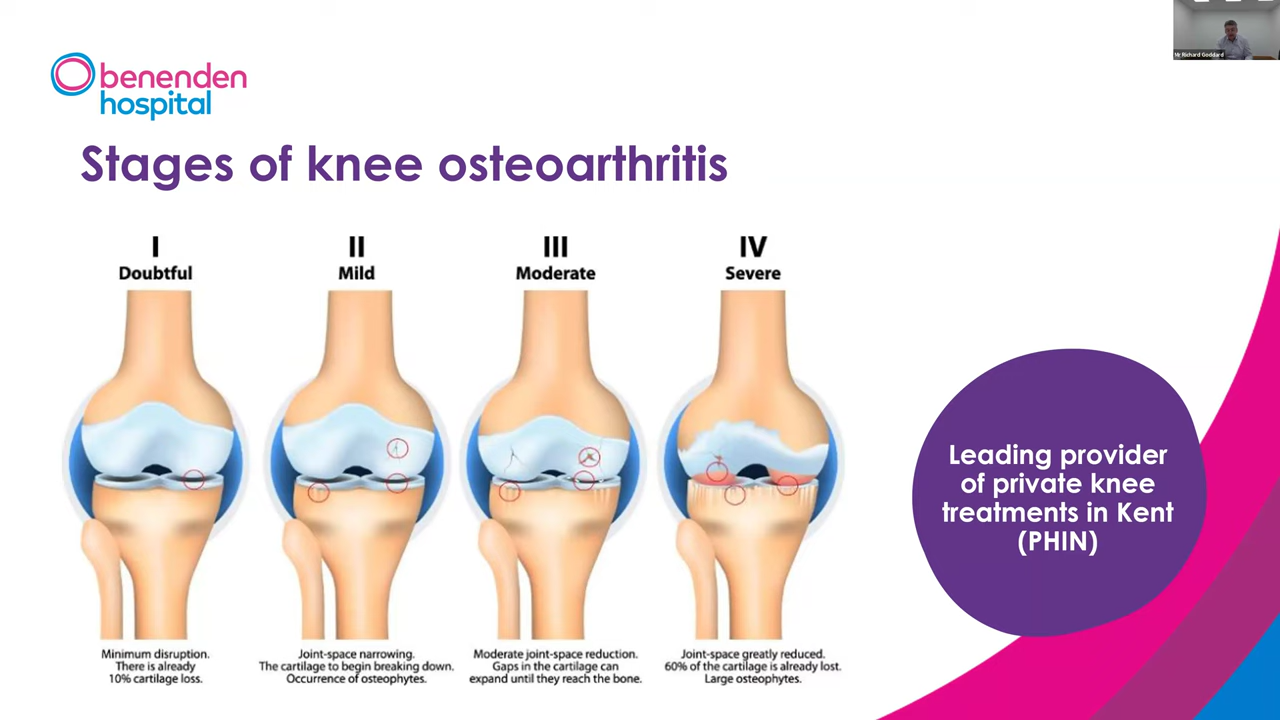 Mr Richard Goddard
benenden
hospital
Stages of knee osteoarthritis
I
Doubtful
II
Mild
III
Moderate
IV
Severe
Minimum disruption.
There is already
10% cartilage loss.
Joint-space narrowing.
The cartilage to begin breaking down.
Occurrence of osteophytes.
Moderate joint-space reduction.
Gaps in the cartilage can
expand until they reach the bone.
Joint-space greatly reduced.
60% of the cartilage is already lost.
Large osteophytes.
Leading provider
of private knee
treatments in Kent
(PHIN)